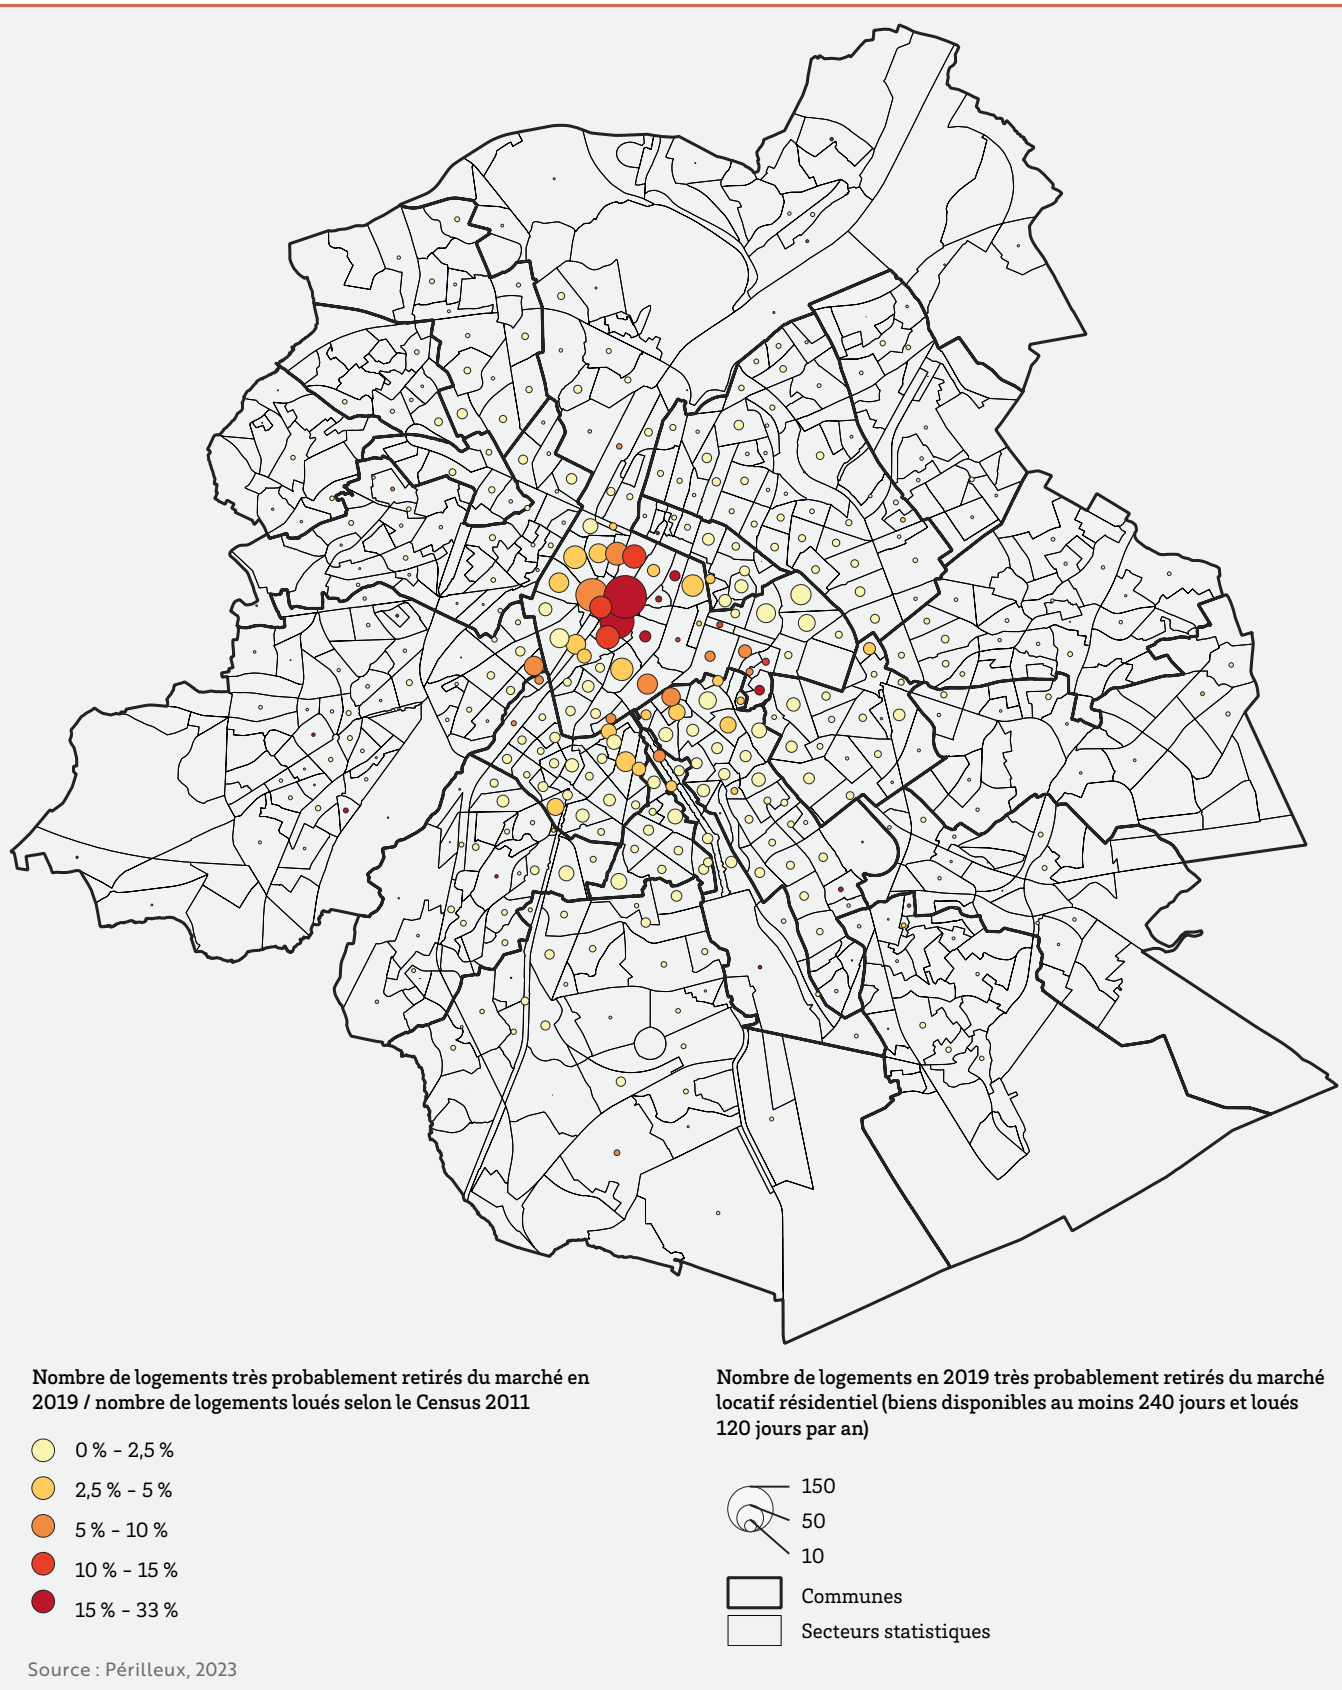 Nombre de logements très probablement retirés du marché en
2019 / nombre de logements loués selon le Census 2011
0 % - 2,5 %
2,5 % - 5 %
5 % - 10 %
10 % - 15 %
15 % - 33 %
Nombre de logements en 2019 très probablement retirés du marché
locatif résidentiel (biens disponibles au moins 240 jours et loués
120 jours par an)
150
50
10
Communes
Secteurs statistiques
Source : Périlleux, 2023